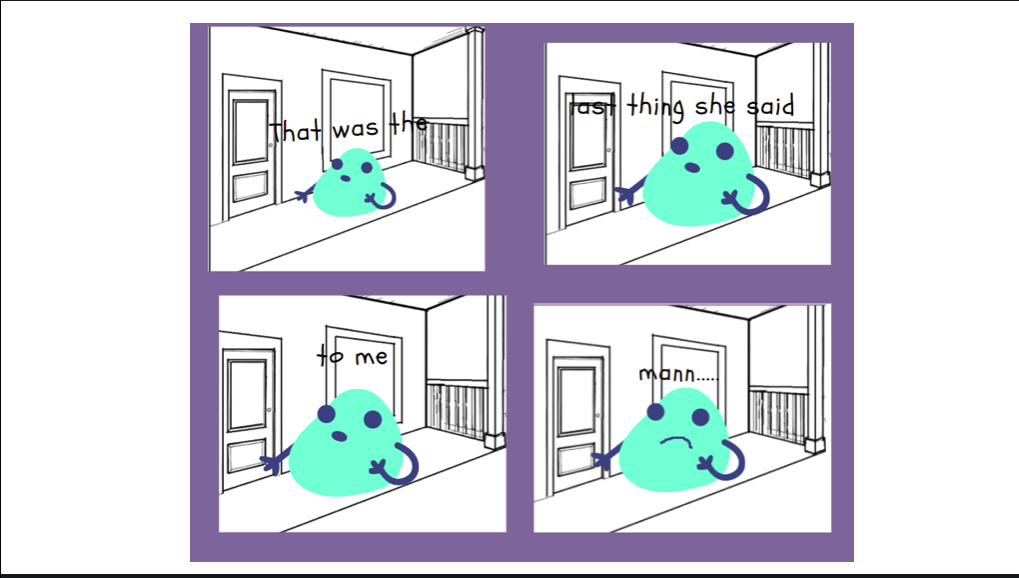 That was the
last thing she said
to me
mann.....